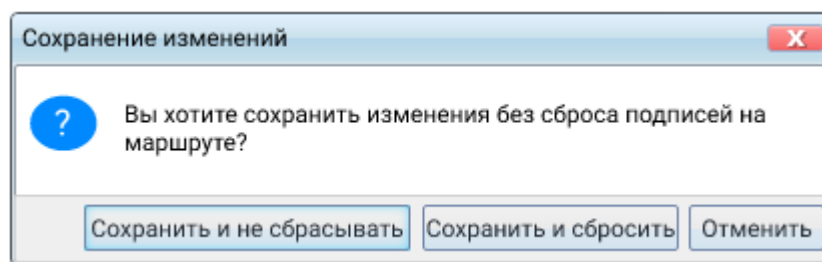 Сохранение изменений
X
?
Вы хотите сохранить изменения без сброса подписей на
маршруте?
Сохранить и не сбрасывать Сохранить и сбросить Отменить